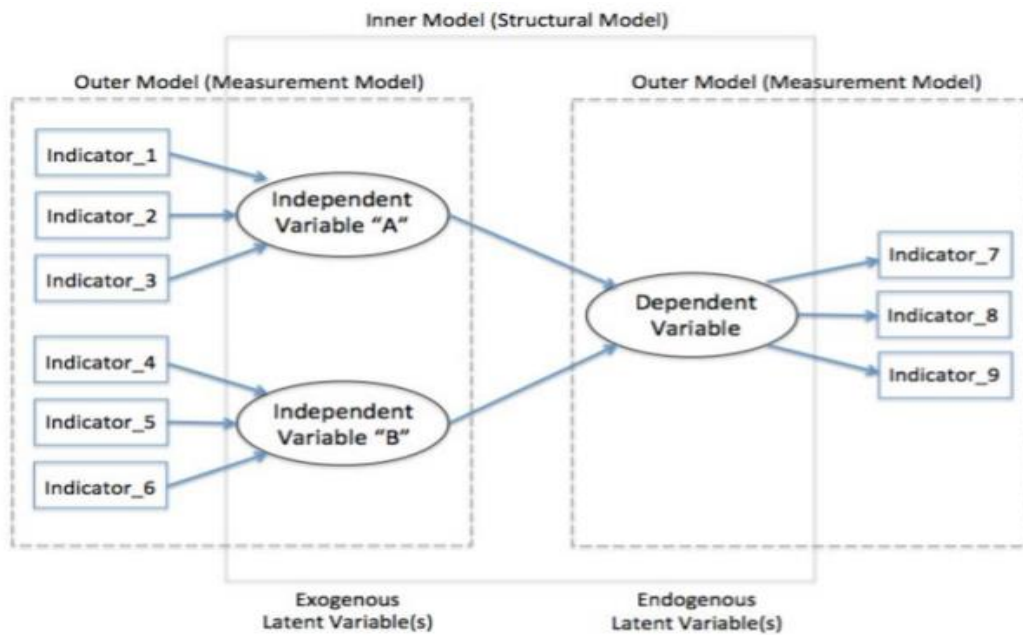 Inner Model (Structural Model)
Outer Model (Measurement Model)
Outer Model (Measurement Model)
Indicator_1
Indicator_2
Indicator_3
Independent
Variable “A”
Indicator_4
Indicator_5
Indicator_6
Independent
Variable “B”
Dependent
Variable
Indicator_7
Indicator_8
Indicator_9
Exogenous
Latent Variable(s)
Endogenous
Latent Variable(s)